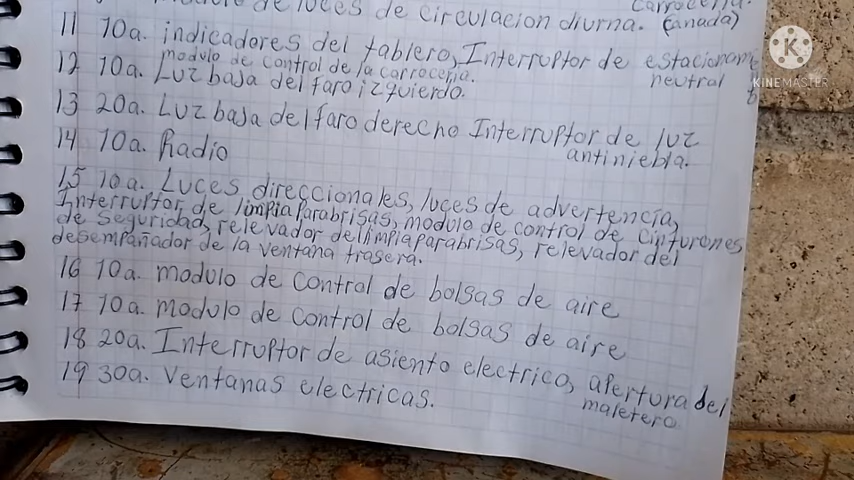 modulo de luces de circulacion diurna. (Canada)
carroceria.
11 10a. indicadores del tablero, Interruptor de estacionam
modulo de control de la carroceria. neutral
12 10a. Luz baja del faro izquierdo.
13 20a. Luz baja del faro derecho Interruptor de luz
antiniebla.
14 10a. Radio
15 10a. Luces direccionales, luces de advertencia,
Interruptor de limpiaparabrisas, modulo de control de cinturones
de seguridad, relevador del limpiaparabrisas, relevador del
desempañador de la ventana trasera.
16 10a. modulo de control de bolsas de aire
17 10a. modulo de control de bolsas de aire
18 20a. Interruptor de asiento electrico, apertura del
maletero
19 30a. Ventanas electricas.
KINEMASTER